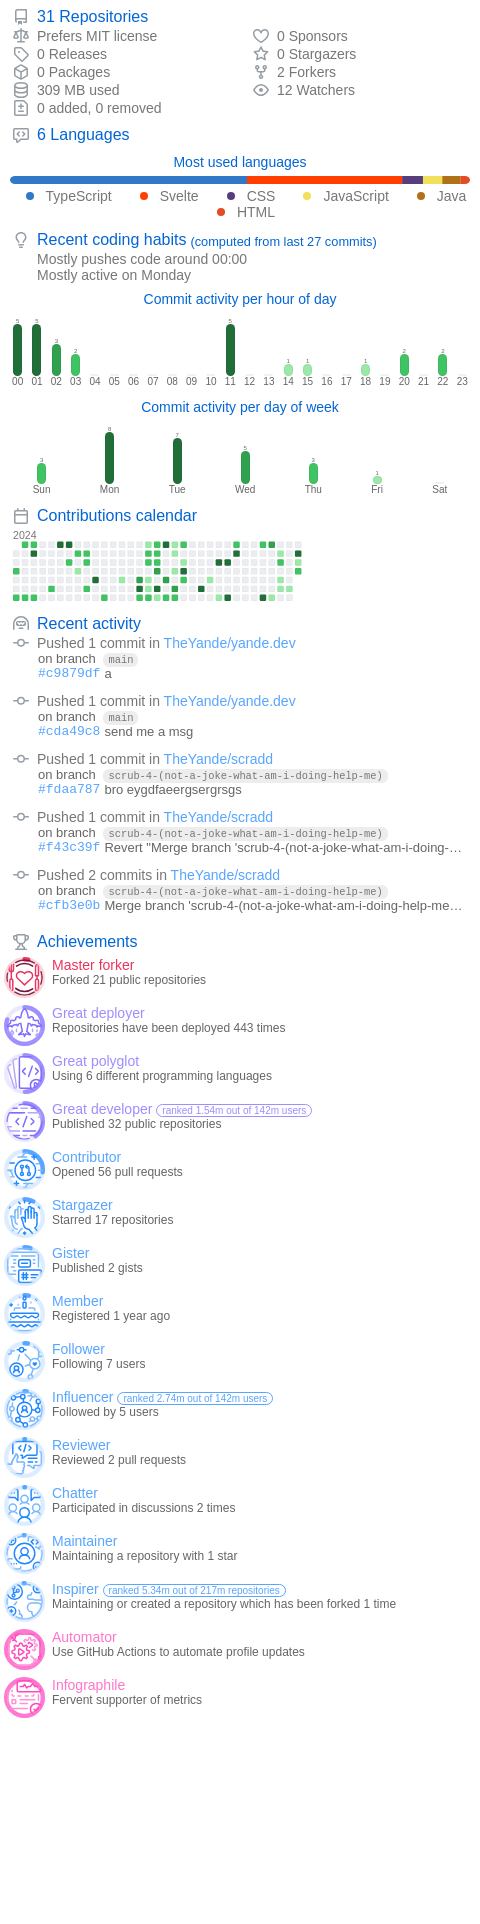 31 Repositories
Prefers MIT license
0 Sponsors
0 Releases
0 Stargazers
0 Packages
2 Forkers
309 MB used
12 Watchers
0 added, 0 removed
6 Languages
Most used languages
TypeScript Svelte CSS JavaScript Java
HTML
Recent coding habits (computed from last 27 commits)
Mostly pushes code around 00:00
Mostly active on Monday
Commit activity per hour of day
5 5 3 2 5 1 1 1 2 2
00 01 02 03 04 05 06 07 08 09 10 11 12 13 14 15 16 17 18 19 20 21 22 23
Commit activity per day of week
3 8 7 5 3 1
Sun Mon Tue Wed Thu Fri Sat
Contributions calendar
2024
Recent activity
Pushed 1 commit in TheYande/yande.dev
on branch main
#c9879df a
Pushed 1 commit in TheYande/yande.dev
on branch main
#cda49c8 send me a msg
Pushed 1 commit in TheYande/scradd
on branch scrub-4-(not-a-joke-what-am-i-doing-help-me)
#fdaa787 bro eygdfaeergsergrsgs
Pushed 1 commit in TheYande/scradd
on branch scrub-4-(not-a-joke-what-am-i-doing-help-me)
#f43c39f Revert "Merge branch 'scrub-4-(not-a-joke-what-am-i-doing-…
Pushed 2 commits in TheYande/scradd
on branch scrub-4-(not-a-joke-what-am-i-doing-help-me)
#cfb3e0b Merge branch 'scrub-4-(not-a-joke-what-am-i-doing-help-me…
Achievements
Master forker
Forked 21 public repositories
Great deployer
Repositories have been deployed 443 times
Great polyglot
Using 6 different programming languages
Great developer ranked 1.54m out of 142m users
Published 32 public repositories
Contributor
Opened 56 pull requests
Stargazer
Starred 17 repositories
Gister
Published 2 gists
Member
Registered 1 year ago
Follower
Following 7 users
Influencer ranked 2.74m out of 142m users
Followed by 5 users
Reviewer
Reviewed 2 pull requests
Chatter
Participated in discussions 2 times
Maintainer
Maintaining a repository with 1 star
Inspirer ranked 5.34m out of 217m repositories
Maintaining or created a repository which has been forked 1 time
Automator
Use GitHub Actions to automate profile updates
Infographile
Fervent supporter of metrics